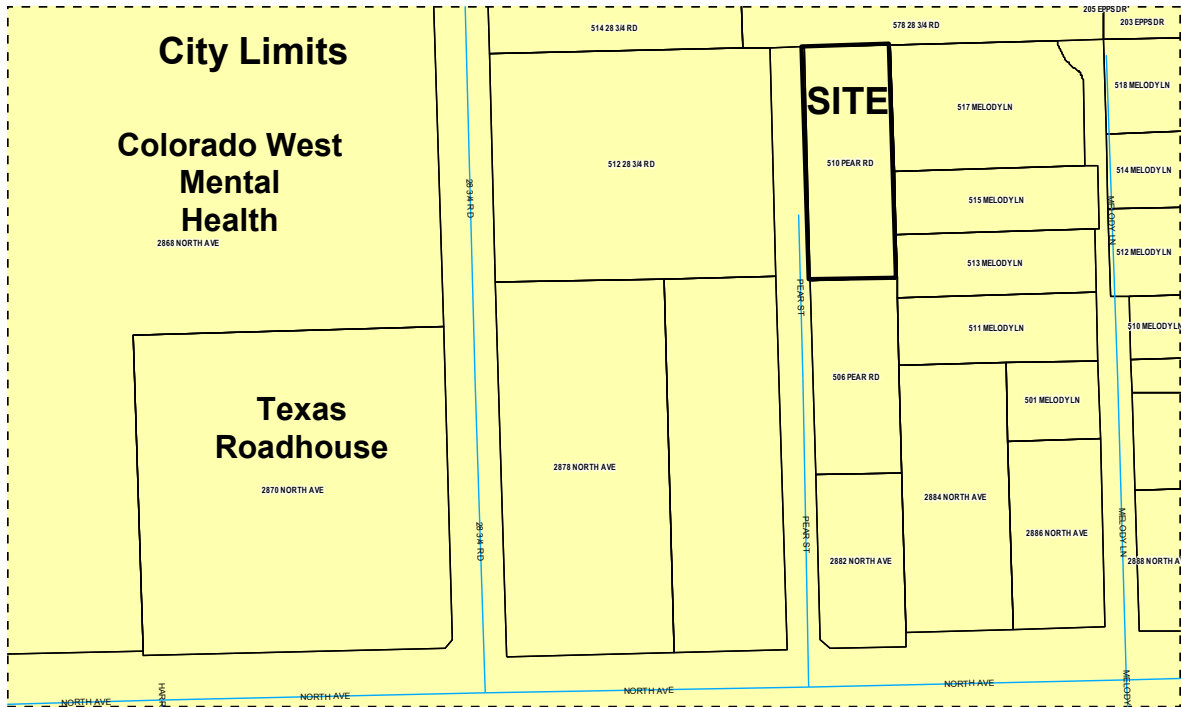 205 EPPS DR
514 28 3/4 RD
578 28 3/4 RD
203 EPPS DR
City Limits
SITE
518 MELODY LN
517 MELODY LN
Colorado West
Mental
Health
2868 NORTH AVE
512 28 3/4 RD
510 PEAR RD
514 MELODY LN
28 3/4 RD
515 MELODY LN
MELODY LN
512 MELODY LN
513 MELODY LN
PEAR ST
511 MELODY LN
510 MELODY LN
506 PEAR RD
501 MELODY LN
Texas
Roadhouse
2870 NORTH AVE
2878 NORTH AVE
2884 NORTH AVE
28 3/4 RD
PEAR ST
2886 NORTH AVE
MELODY LN
2882 NORTH AVE
2888 NORTH A
NORTH AVE
HARR
NORTH AVE
NORTH AVE
NORTH AVE
MELODY